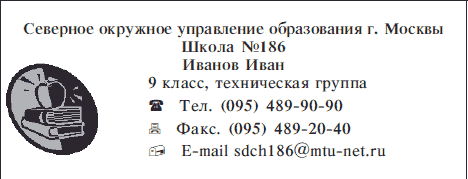 Северное окружное управление образования г. Москвы
Школа №186
Иванов Иван
9 класс, техническая группа
☎ Тел. (095) 489-90-90
Факс. (095) 489-20-40
E-mail sdch186@mtu-net.ru